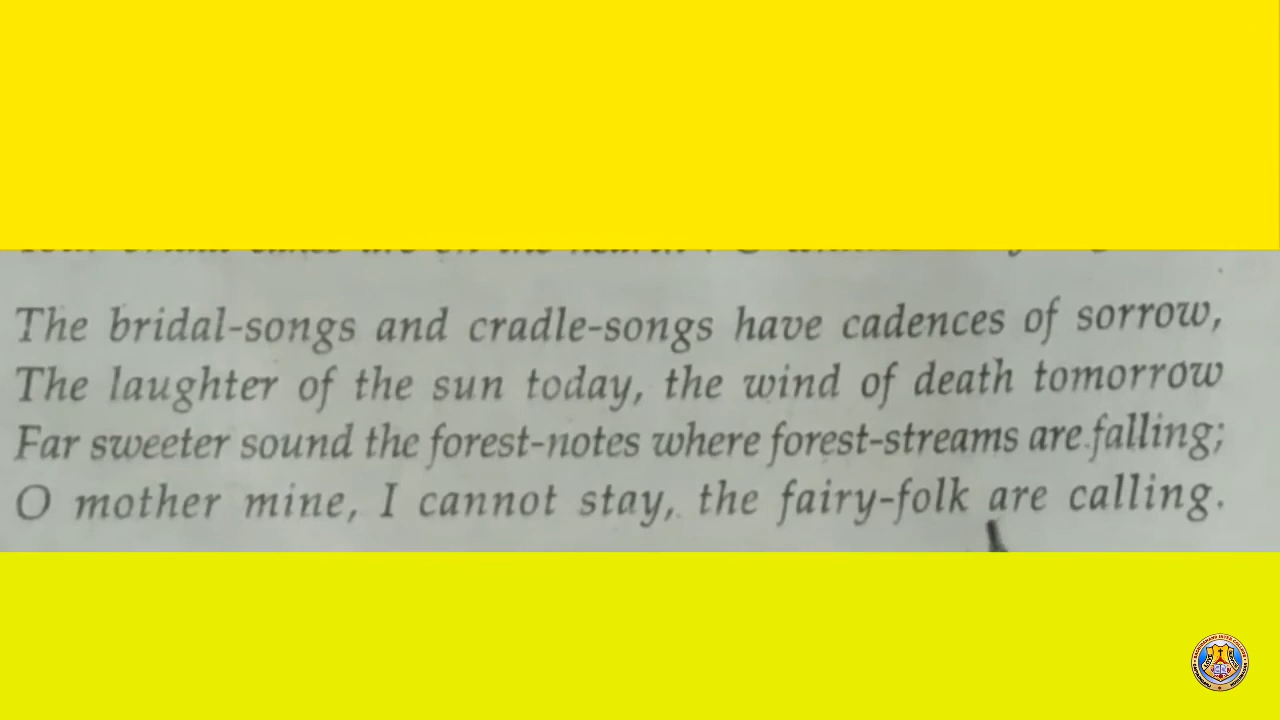 The bridal-songs and cradle-songs have cadences of sorrow,
The laughter of the sun today, the wind of death tomorrow
Far sweeter sound the forest-notes where forest-streams are falling;
O mother mine, I cannot stay, the fairy-folk are calling.